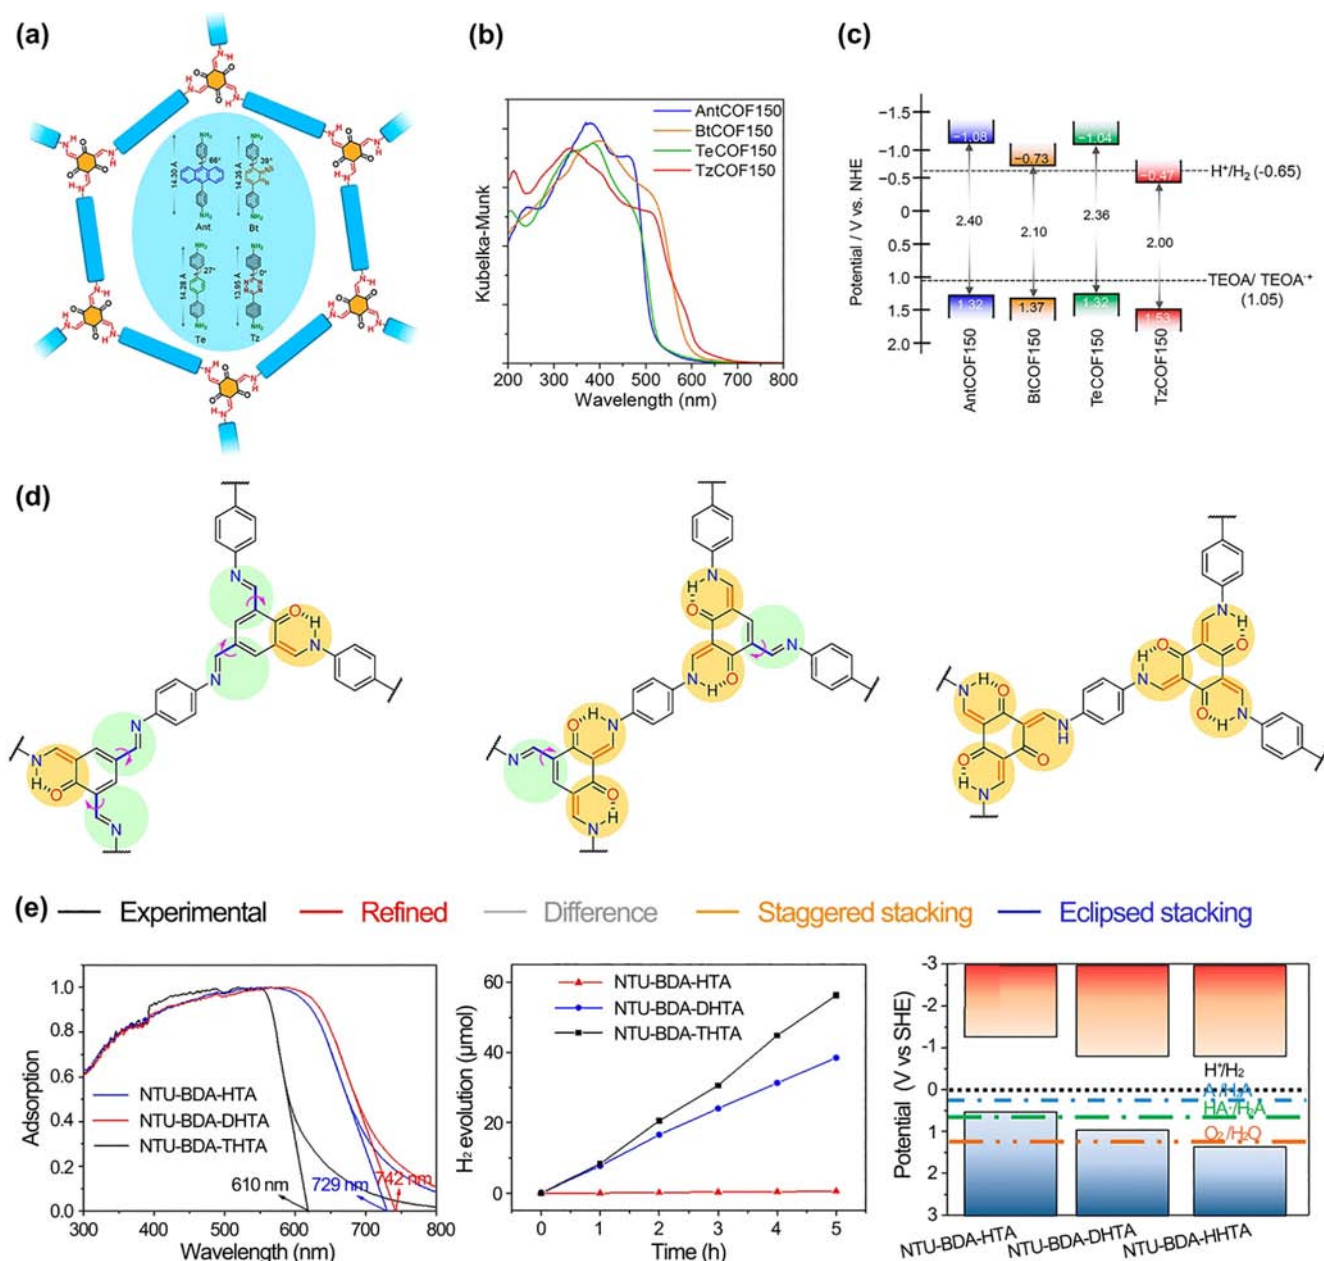 (a)
NH₂
NH₂
14.30 Å
66°
14.35 Å
39°
NH₂
NH₂
Ant
Bt
NH₂
NH₂
14.28 Å
27°
13.95 Å
0°
NH₂
NH₂
Te
Tz
(b)
AntCOF150
BtCOF150
TeCOF150
TzCOF150
Kubelka-Munk
200 300 400 500 600 700 800
Wavelength (nm)
(c)
Potential / V vs. NHE
−1.5
−1.0
−0.5
0
0.5
1.0
1.5
2.0
−1.08
−0.73
−1.04
−0.47
H⁺/H₂ (-0.65)
2.40
2.10
2.36
2.00
TEOA/ TEOA·⁺
(1.05)
1.32
1.37
1.32
1.53
AntCOF150
BtCOF150
TeCOF150
TzCOF150
(d)
(e)
Experimental
Refined
Difference
Staggered stacking
Eclipsed stacking
Adsorption
1.0
0.8
0.6
0.4
0.2
0.0
NTU-BDA-HTA
NTU-BDA-DHTA
NTU-BDA-THTA
610 nm
729 nm
742 nm
300 400 500 600 700 800
Wavelength (nm)
H₂ evolution (μmol)
60
40
20
0
NTU-BDA-HTA
NTU-BDA-DHTA
NTU-BDA-THTA
0 1 2 3 4 5
Time (h)
Potential (V vs SHE)
-3
-2
-1
0
1
2
3
H⁺/H₂
O₂/H₂O
NTU-BDA-HTA
NTU-BDA-DHTA
NTU-BDA-HHTA